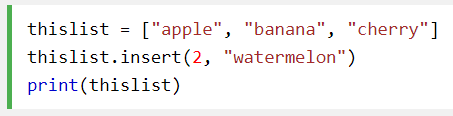 thislist = ["apple", "banana", "cherry"]
thislist.insert(2, "watermelon")
print(thislist)